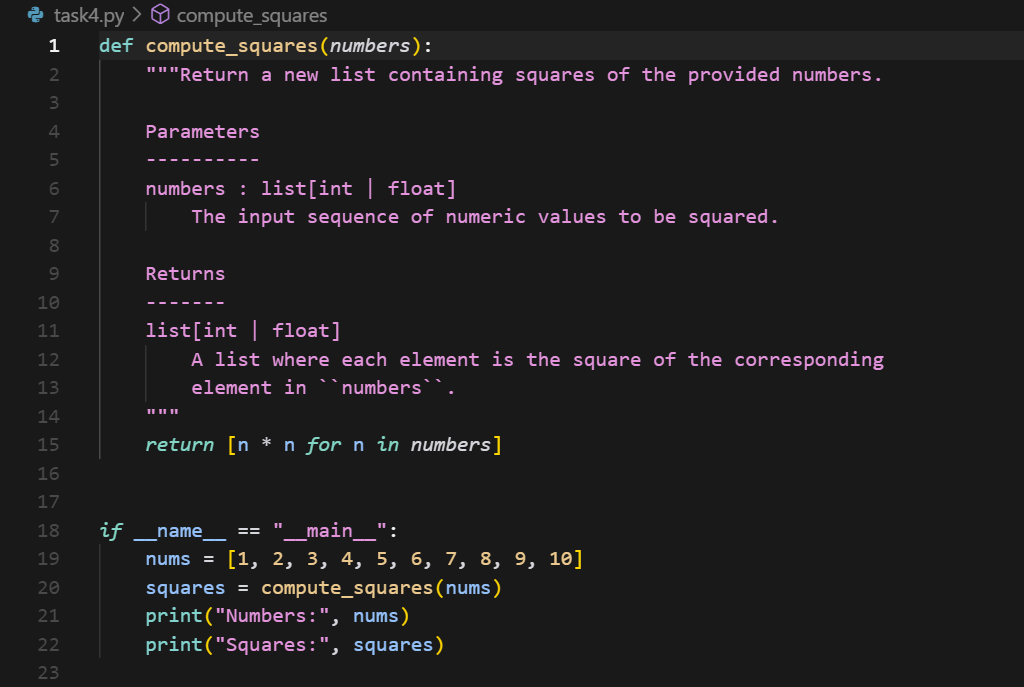 task4.py > compute_squares
1 def compute_squares(numbers):
2     """Return a new list containing squares of the provided numbers.
3
4     Parameters
5     ----------
6     numbers : list[int | float]
7         The input sequence of numeric values to be squared.
8
9     Returns
10     -------
11     list[int | float]
12         A list where each element is the square of the corresponding
13         element in ``numbers``.
14     """
15     return [n * n for n in numbers]
16
17
18 if __name__ == "__main__":
19     nums = [1, 2, 3, 4, 5, 6, 7, 8, 9, 10]
20     squares = compute_squares(nums)
21     print("Numbers:", nums)
22     print("Squares:", squares)
23